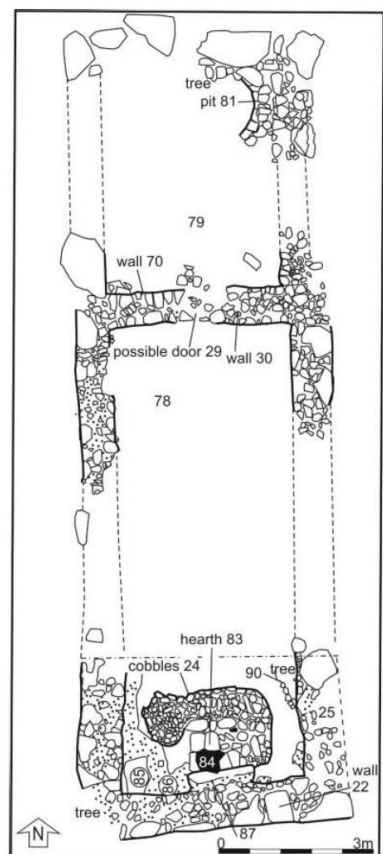 tree
pit 81
79
wall 70
possible door 29
wall 30
78
hearth 83
cobbles 24
tree
90
25
84
85
86
wall
22
tree
87
N
0 3m